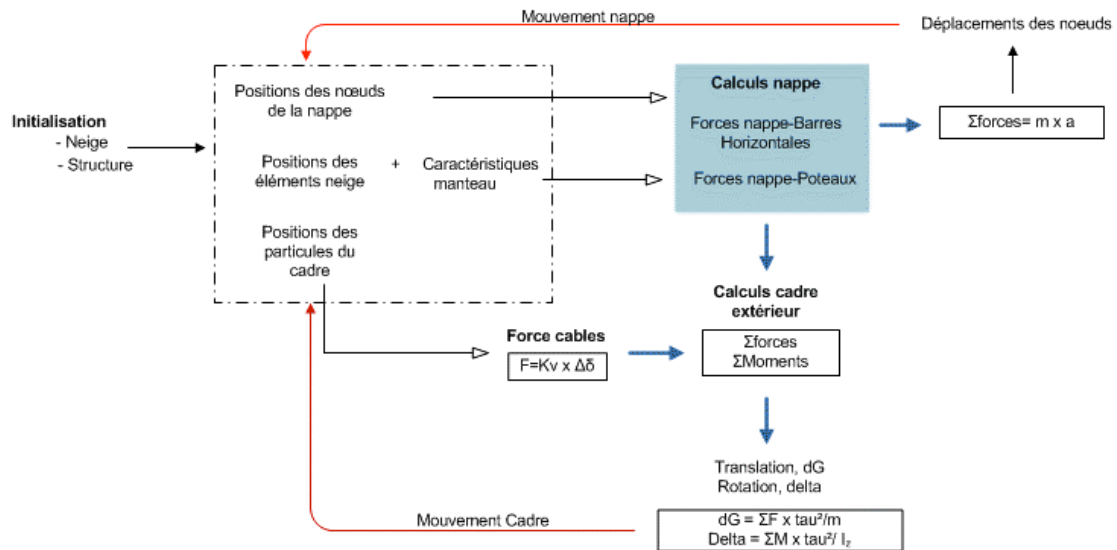 Mouvement nappe
Déplacements des noeuds
Initialisation
- Neige
- Structure
Positions des nœuds
de la nappe
Positions des
éléments neige
+
Caractéristiques
manteau
Positions des
particules du
cadre
Calculs nappe
Forces nappe-Barres
Horizontales
Forces nappe-Poteaux
Σforces= m x a
Calculs cadre
extérieur
Σforces
ΣMoments
Force cables
F=Kv x Δδ
Translation, dG
Rotation, delta
dG = ΣF x tau²/m
Delta = ΣM x tau²/ I₂
Mouvement Cadre